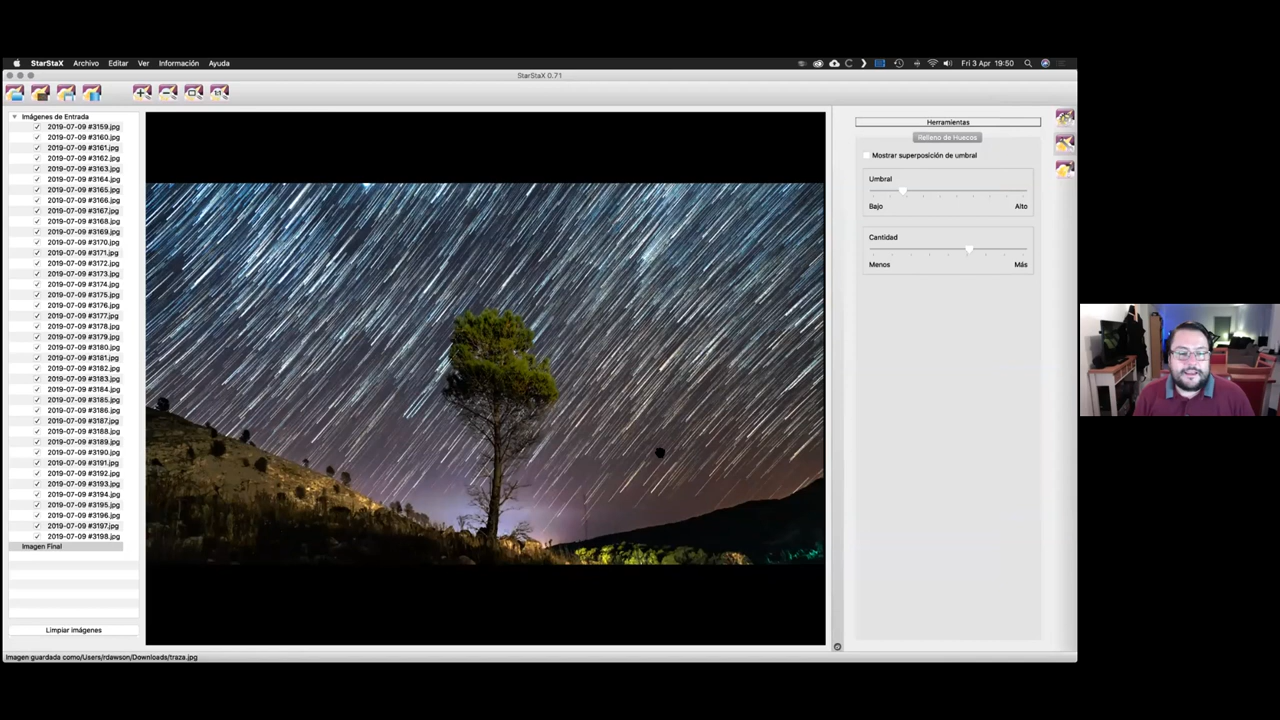 StarStaX Archivo Editar Ver Información Ayuda Fri 3 Apr 19:50
StarStaX 0.71
Imágenes de Entrada
2019-07-09 #3159.jpg
2019-07-09 #3160.jpg
2019-07-09 #3161.jpg
2019-07-09 #3162.jpg
2019-07-09 #3163.jpg
2019-07-09 #3164.jpg
2019-07-09 #3165.jpg
2019-07-09 #3166.jpg
2019-07-09 #3167.jpg
2019-07-09 #3168.jpg
2019-07-09 #3169.jpg
2019-07-09 #3170.jpg
2019-07-09 #3171.jpg
2019-07-09 #3172.jpg
2019-07-09 #3173.jpg
2019-07-09 #3174.jpg
2019-07-09 #3175.jpg
2019-07-09 #3176.jpg
2019-07-09 #3177.jpg
2019-07-09 #3178.jpg
2019-07-09 #3179.jpg
2019-07-09 #3180.jpg
2019-07-09 #3181.jpg
2019-07-09 #3182.jpg
2019-07-09 #3183.jpg
2019-07-09 #3184.jpg
2019-07-09 #3185.jpg
2019-07-09 #3186.jpg
2019-07-09 #3187.jpg
2019-07-09 #3188.jpg
2019-07-09 #3189.jpg
2019-07-09 #3190.jpg
2019-07-09 #3191.jpg
2019-07-09 #3192.jpg
2019-07-09 #3193.jpg
2019-07-09 #3194.jpg
2019-07-09 #3195.jpg
2019-07-09 #3196.jpg
2019-07-09 #3197.jpg
2019-07-09 #3198.jpg
Imagen Final
Limpiar imágenes
Imagen guardada como/Users/rdawson/Downloads/traza.jpg
Herramientas
Relleno de Huecos
Mostrar superposición de umbral
Umbral
Bajo Alto
Cantidad
Menos Más